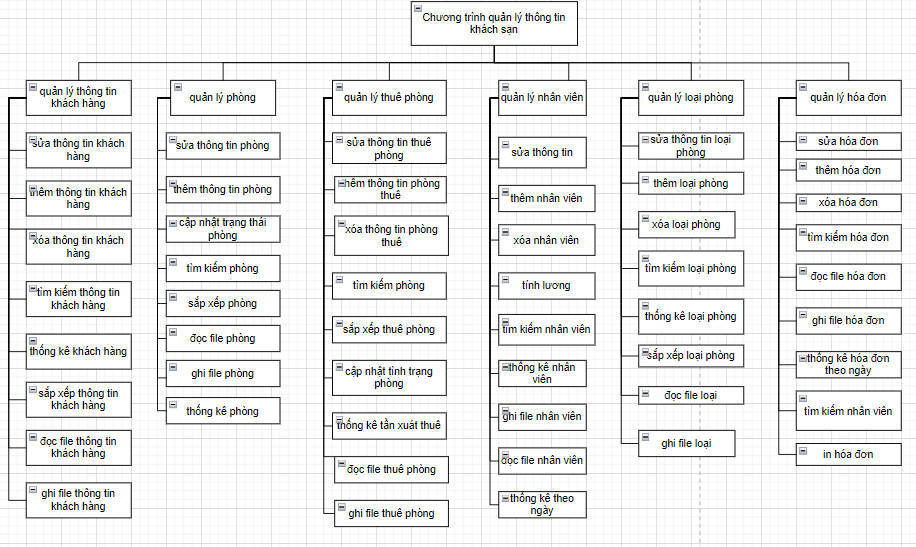 Chương trình quản lý thông tin
khách sạn
quản lý thông tin
khách hàng
sửa thông tin khách
hàng
thêm thông tin khách
hàng
xóa thông tin khách
hàng
tìm kiếm thông tin
khách hàng
thống kê khách hàng
sắp xếp thông tin
khách hàng
đọc file thông tin
khách hàng
ghi file thông tin
khách hàng
quản lý phòng
sửa thông tin phòng
thêm thông tin phòng
cập nhật trạng thái
phòng
tìm kiếm phòng
sắp xếp phòng
đọc file phòng
ghi file phòng
thống kê phòng
quản lý thuê phòng
sửa thông tin thuê
phòng
thêm thông tin phòng
thuê
xóa thông tin phòng
thuê
tìm kiếm phòng
sắp xếp thuê phòng
cập nhật tình trạng
phòng
thống kê tần xuát thuê
đọc file thuê phòng
ghi file thuê phòng
quản lý nhân viên
sửa thông tin
thêm nhân viên
xóa nhân viên
tính lương
tìm kiếm nhân viên
thống kê nhân
viên
ghi file nhân viên
đọc file nhân viên
thống kê theo
ngày
quản lý loại phòng
sửa thông tin loại
phòng
thêm loại phòng
xóa loại phòng
tìm kiếm loại phòng
thống kê loại phòng
sắp xếp loại phòng
đọc file loại
ghi file loại
quản lý hóa đơn
sửa hóa đơn
thêm hóa đơn
xóa hóa đơn
tìm kiếm hóa đơn
đọc file hóa đơn
ghi file hóa đơn
thống kê hóa đơn
theo ngày
tìm kiếm nhân viên
in hóa đơn